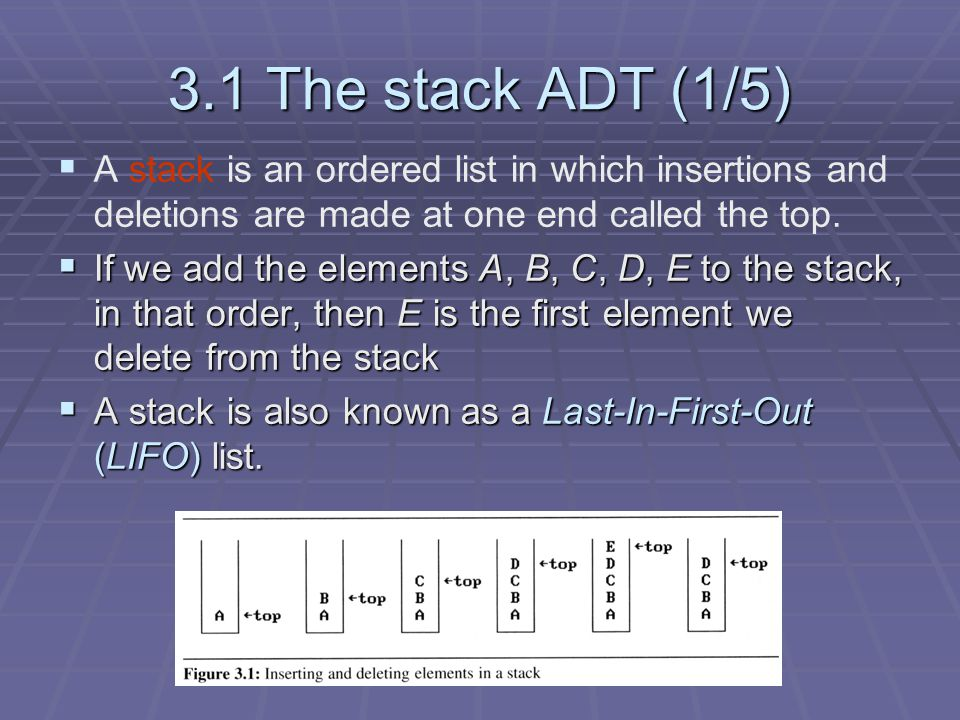 3.1 The stack ADT (1/5)
▪ A stack is an ordered list in which insertions and
deletions are made at one end called the top.
▪ If we add the elements A, B, C, D, E to the stack,
in that order, then E is the first element we
delete from the stack
▪ A stack is also known as a Last-In-First-Out
(LIFO) list.
A ←top
B ←top
A
C ←top
B
A
D ←top
C
B
A
E ←top
D
C
B
A
D ←top
C
B
A
Figure 3.1: Inserting and deleting elements in a stack